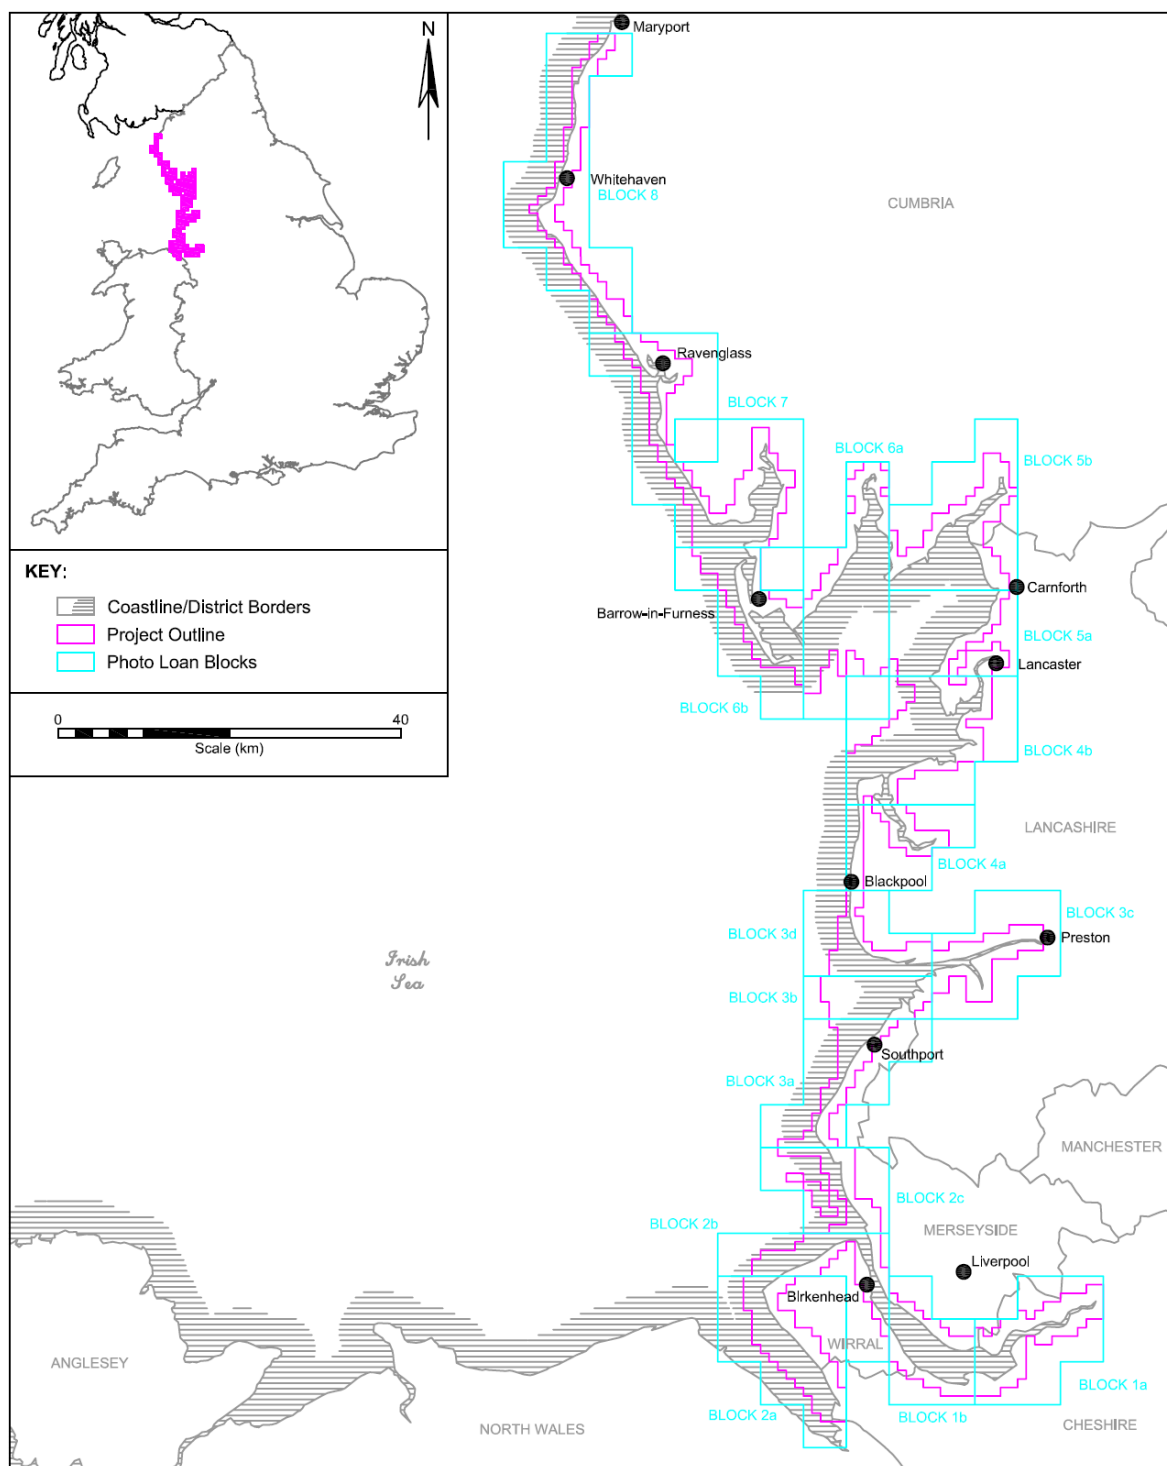 N
Maryport
Whitehaven
BLOCK 8
CUMBRIA
Ravenglass
BLOCK 7
BLOCK 6a
BLOCK 5b
KEY:
Coastline/District Borders
Project Outline
Photo Loan Blocks
Carnforth
Barrow-in-Furness
BLOCK 5a
Lancaster
BLOCK 6b
0
40
Scale (km)
BLOCK 4b
LANCASHIRE
BLOCK 4a
Blackpool
BLOCK 3c
BLOCK 3d
Preston
Irish
Sea
BLOCK 3b
Southport
BLOCK 3a
MANCHESTER
BLOCK 2c
BLOCK 2b
MERSEYSIDE
Liverpool
Birkenhead
WIRRAL
ANGLESEY
BLOCK 1a
BLOCK 2a
BLOCK 1b
NORTH WALES
CHESHIRE